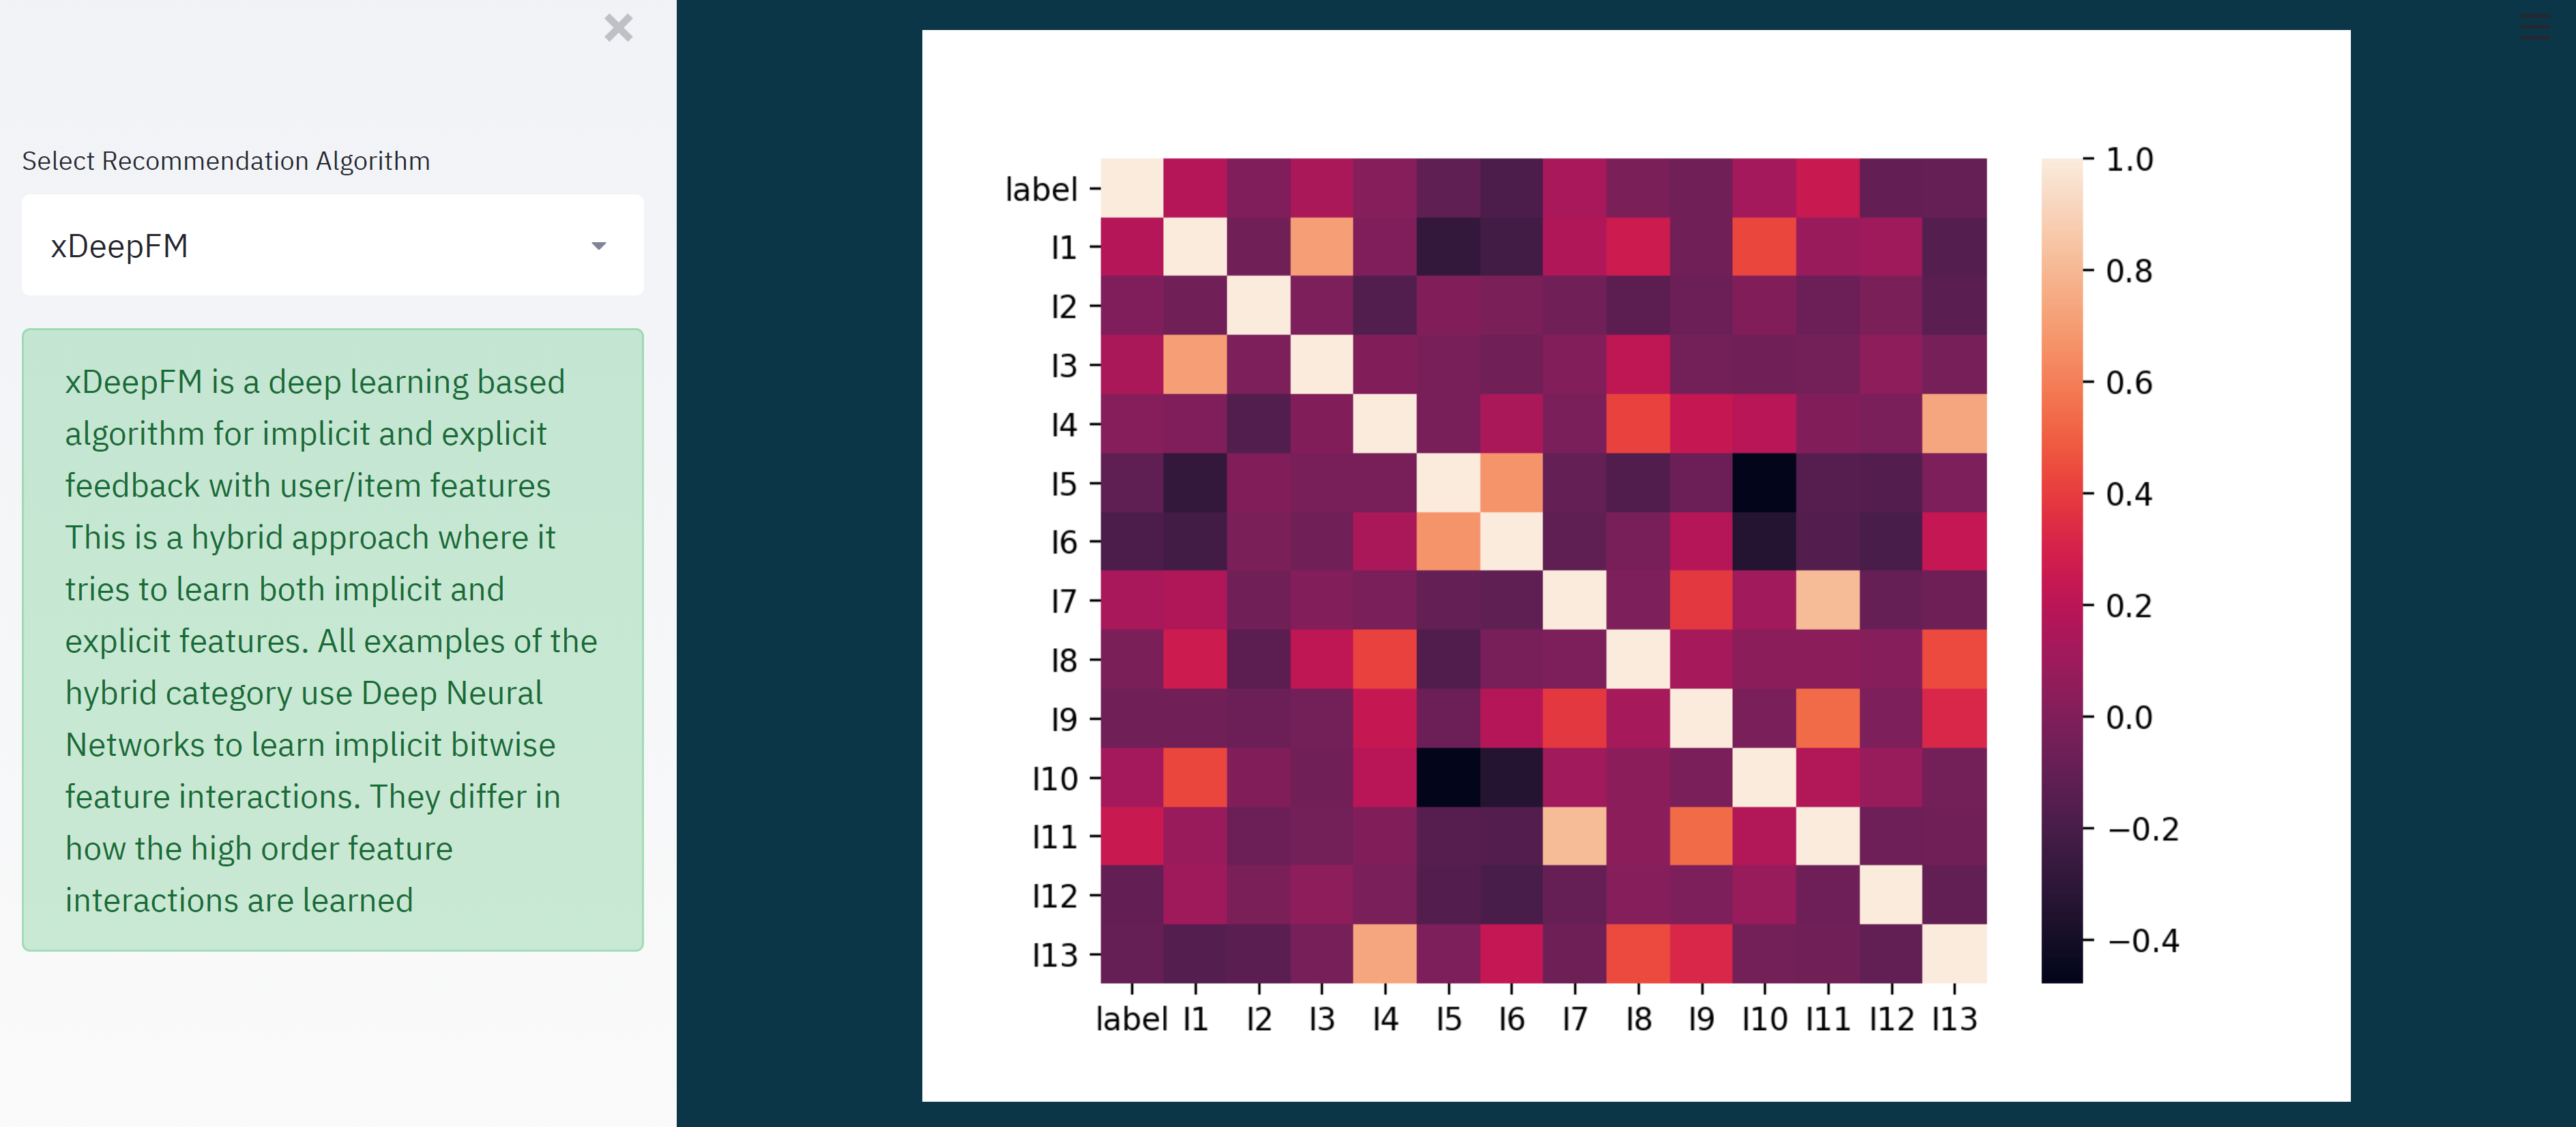 Select Recommendation Algorithm
xDeepFM
xDeepFM is a deep learning based
algorithm for implicit and explicit
feedback with user/item features
This is a hybrid approach where it
tries to learn both implicit and
explicit features. All examples of the
hybrid category use Deep Neural
Networks to learn implicit bitwise
feature interactions. They differ in
how the high order feature
interactions are learned
label
I1
I2
I3
I4
I5
I6
I7
I8
I9
I10
I11
I12
I13
label I1 I2 I3 I4 I5 I6 I7 I8 I9 I10 I11 I12 I13
1.0
0.8
0.6
0.4
0.2
0.0
−0.2
−0.4